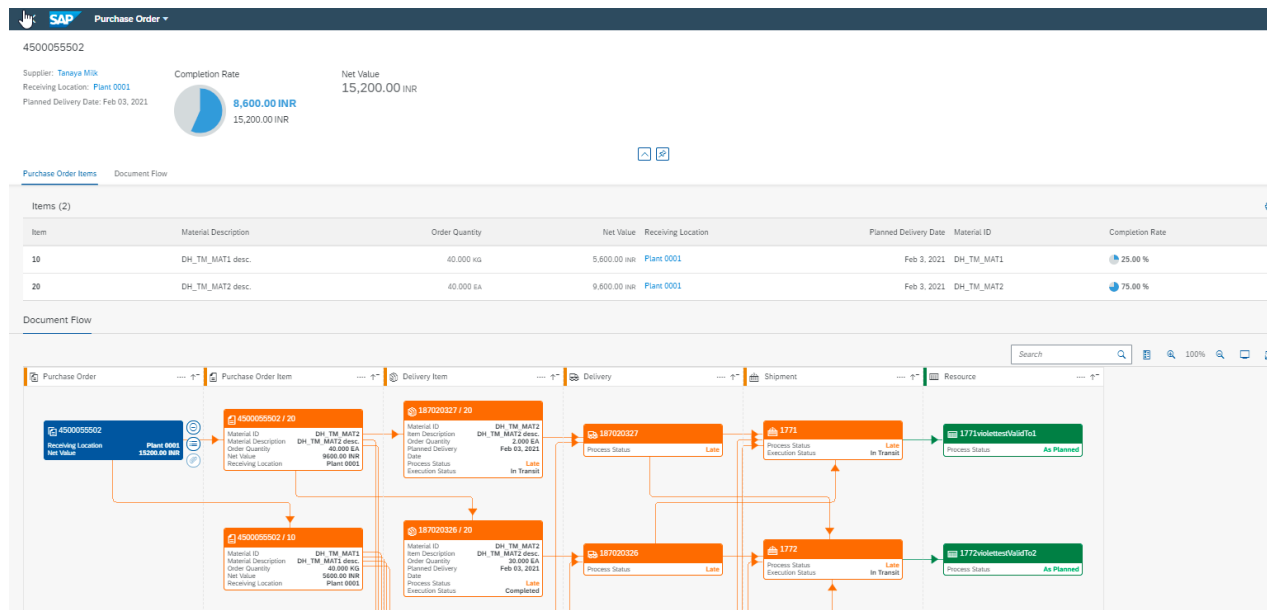 SAP Purchase Order
4500055502
Supplier: Tanaya Milk
Receiving Location: Plant 0001
Planned Delivery Date: Feb 03, 2021
Completion Rate
8,600.00 INR
15,200.00 INR
Net Value
15,200.00 INR
Purchase Order Items Document Flow
Items (2)
Item Material Description Order Quantity Net Value Receiving Location Planned Delivery Date Material ID Completion Rate
10 DH_TM_MAT1 desc. 40.000 KG 5,600.00 INR Plant 0001 Feb 3, 2021 DH_TM_MAT1 25.00 %
20 DH_TM_MAT2 desc. 40.000 EA 9,600.00 INR Plant 0001 Feb 3, 2021 DH_TM_MAT2 75.00 %
Document Flow
Search 100%
Purchase Order Purchase Order Item Delivery Item Delivery Shipment Resource
4500055502
Receiving Location Plant 0001
Net Value 15200.00 INR
4500055502 / 20
Material ID DH_TM_MAT2
Material Description DH_TM_MAT2 desc.
Order Quantity 40.000 EA
Net Value 9600.00 INR
Receiving Location Plant 0001
187020327 / 20
Material ID DH_TM_MAT2
Item Description DH_TM_MAT2 desc.
Order Quantity 2.000 EA
Planned Delivery Feb 03, 2021
Date
Process Status Late
Execution Status In Transit
187020327
Process Status Late
1771
Process Status Late
Execution Status In Transit
1771violettestValidTo1
Process Status As Planned
4500055502 / 10
Material ID DH_TM_MAT1
Material Description DH_TM_MAT1 desc.
Order Quantity 40.000 KG
Net Value 5600.00 INR
Receiving Location Plant 0001
187020326 / 20
Material ID DH_TM_MAT2
Item Description DH_TM_MAT2 desc.
Order Quantity 30.000 EA
Planned Delivery Feb 03, 2021
Date
Process Status Late
Execution Status Completed
187020326
Process Status Late
1772
Process Status Late
Execution Status In Transit
1772violettestValidTo2
Process Status As Planned